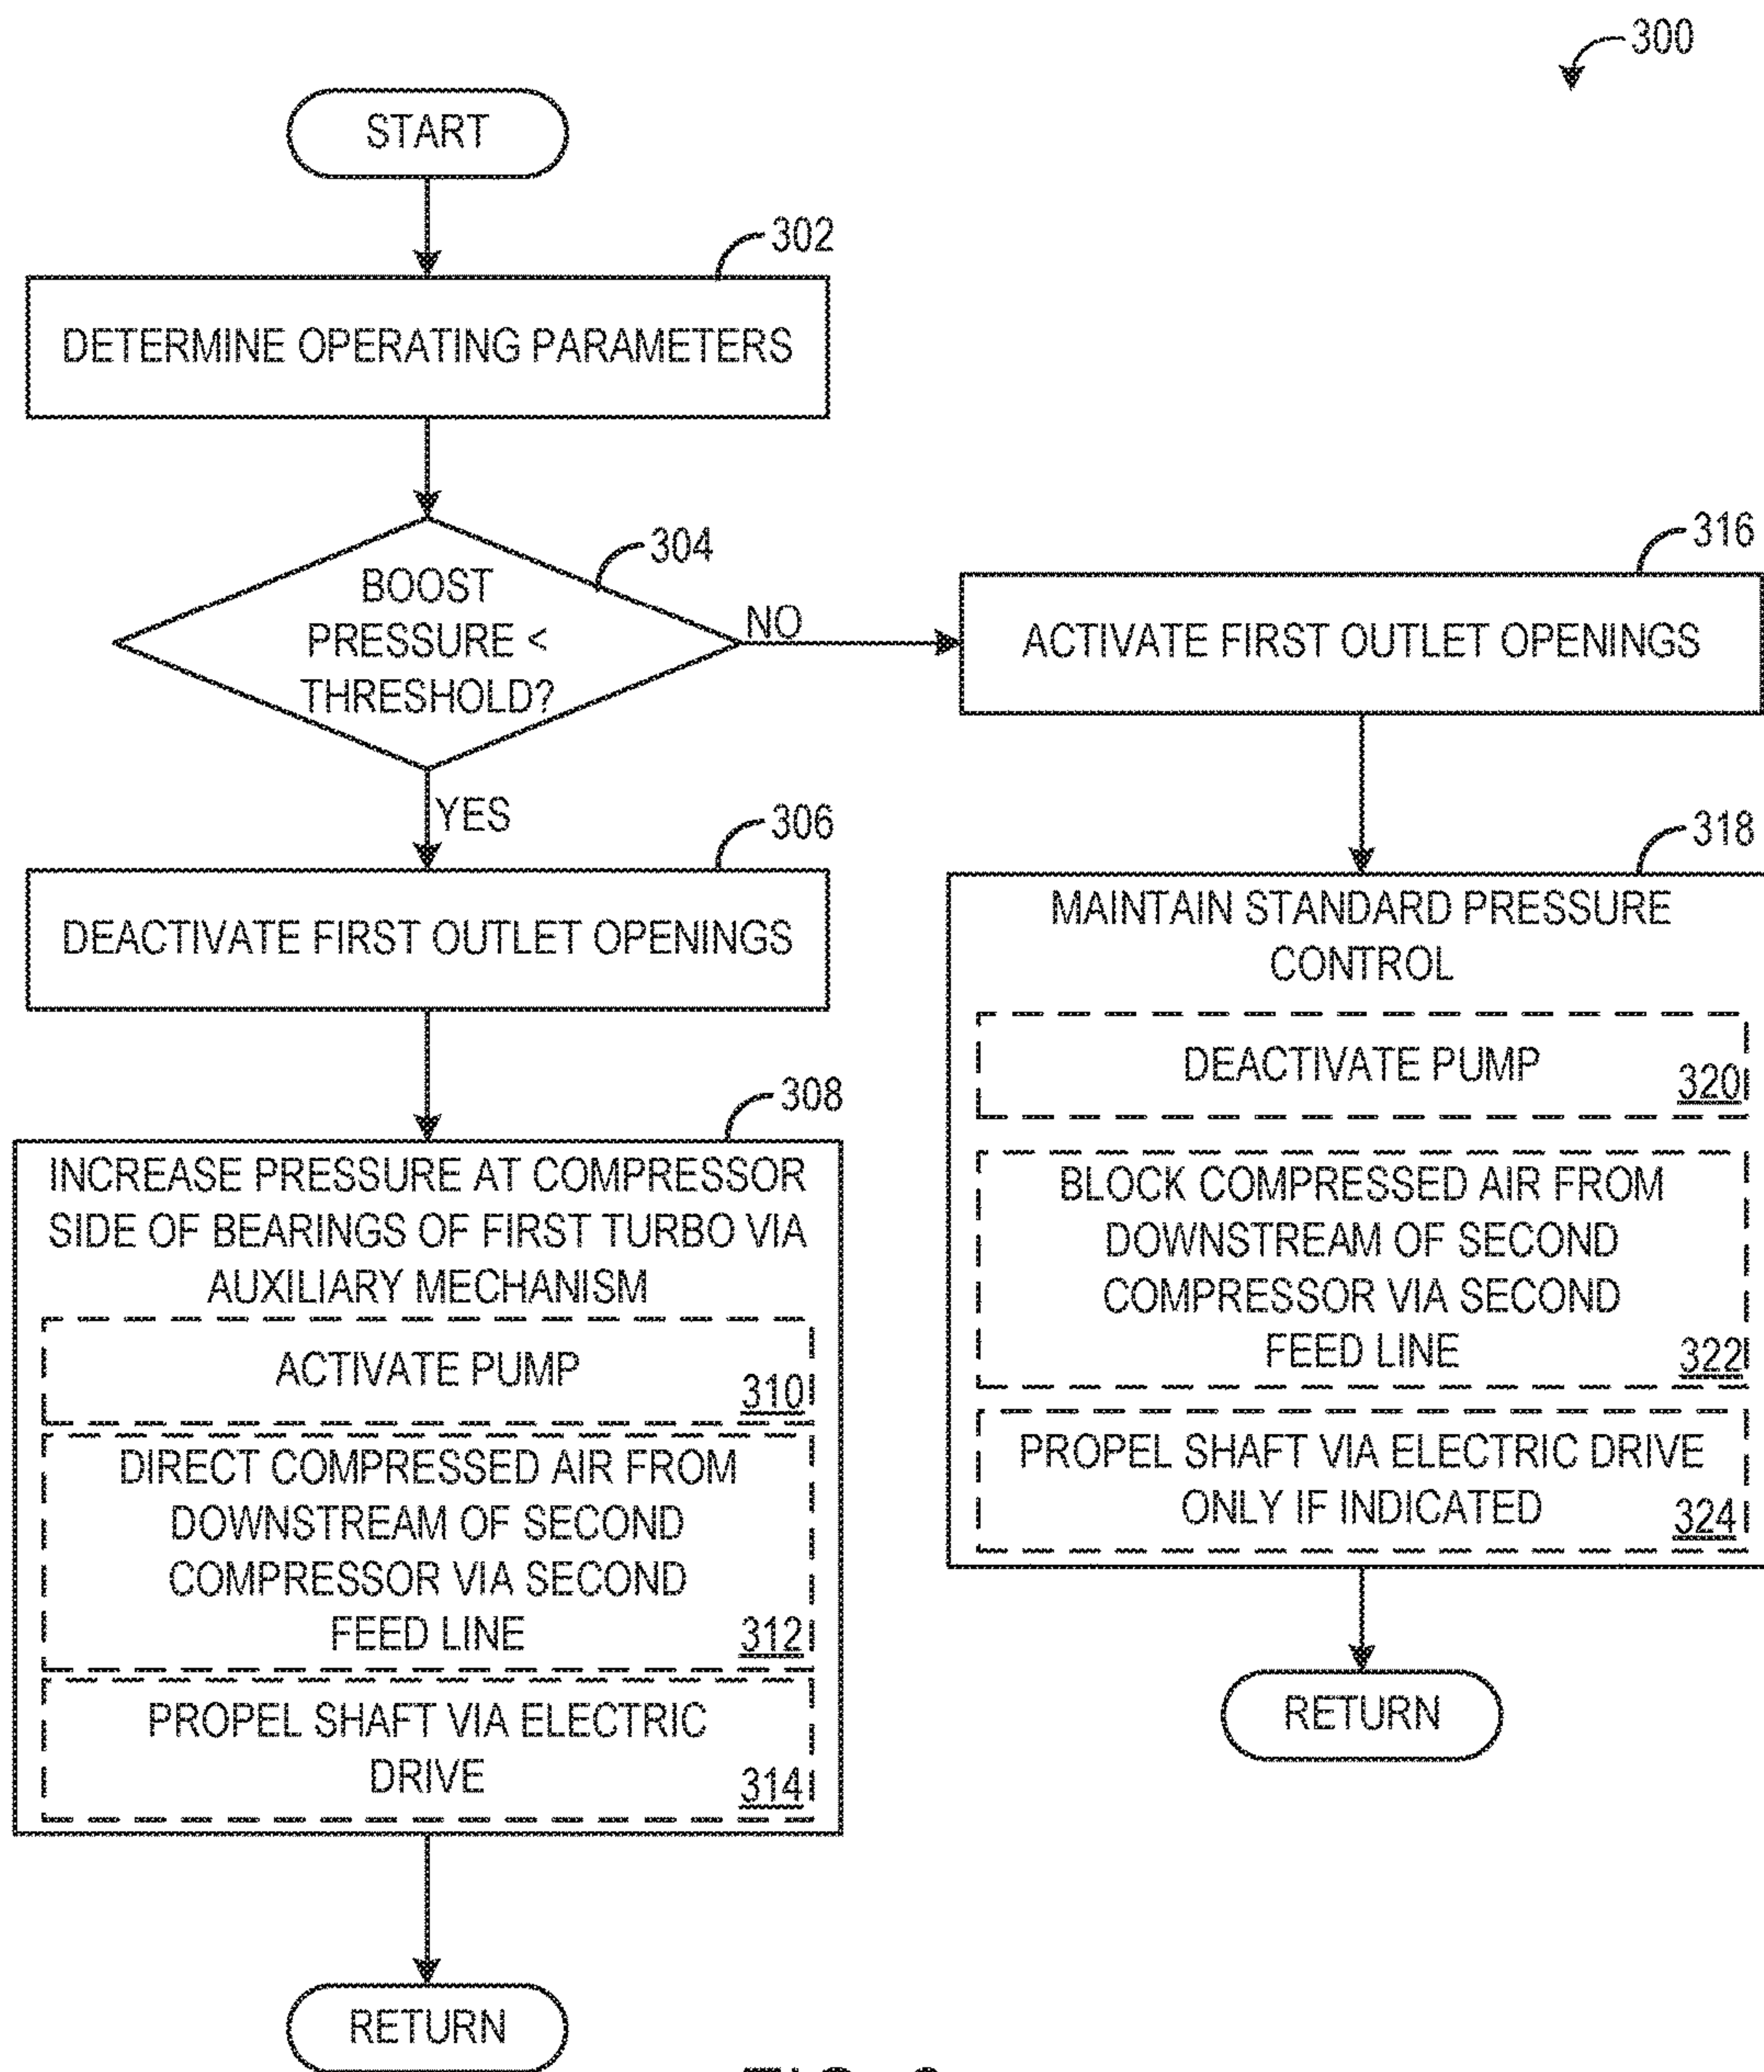 300
START
302
DETERMINE OPERATING PARAMETERS
304
BOOST
PRESSURE <
THRESHOLD?
NO
YES
306
DEACTIVATE FIRST OUTLET OPENINGS
308
INCREASE PRESSURE AT COMPRESSOR
SIDE OF BEARINGS OF FIRST TURBO VIA
AUXILIARY MECHANISM
ACTIVATE PUMP
310
DIRECT COMPRESSED AIR FROM
DOWNSTREAM OF SECOND
COMPRESSOR VIA SECOND
FEED LINE
312
PROPEL SHAFT VIA ELECTRIC
DRIVE
314
RETURN
316
ACTIVATE FIRST OUTLET OPENINGS
318
MAINTAIN STANDARD PRESSURE
CONTROL
DEACTIVATE PUMP
320
BLOCK COMPRESSED AIR FROM
DOWNSTREAM OF SECOND
COMPRESSOR VIA SECOND
FEED LINE
322
PROPEL SHAFT VIA ELECTRIC DRIVE
ONLY IF INDICATED
324
RETURN